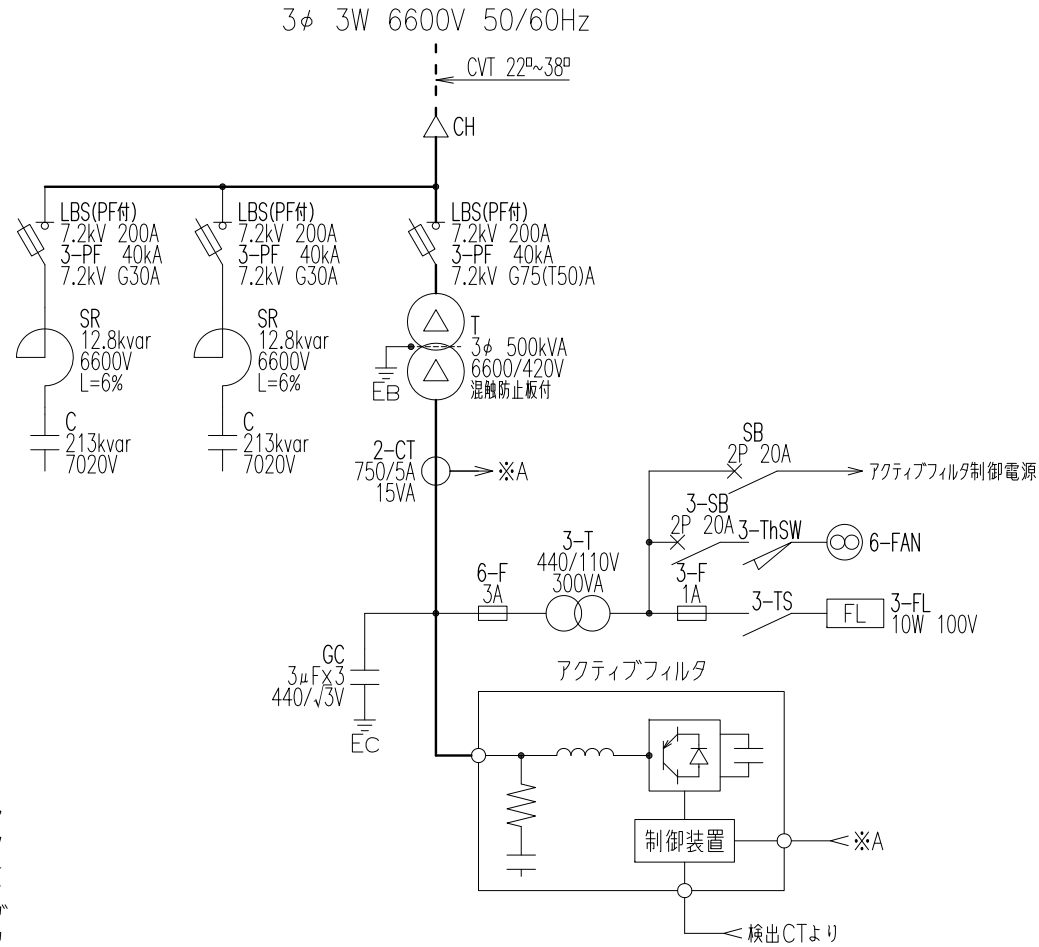 3φ 3W 6600V 50/60Hz
CVT 22□~38□
CH
LBS(PF付)
7.2kV 200A
3-PF 40kA
7.2kV G30A
LBS(PF付)
7.2kV 200A
3-PF 40kA
7.2kV G30A
LBS(PF付)
7.2kV 200A
3-PF 40kA
7.2kV G75(T50)A
SR
12.8kvar
6600V
L=6%
SR
12.8kvar
6600V
L=6%
T
3φ 500kVA
6600/420V
混触防止板付
EB
C
213kvar
7020V
C
213kvar
7020V
2-CT
750/5A
15VA
※A
SB
2P 20A
アクティブフィルタ制御電源
3-SB
2P 20A
3-ThSW
6-FAN
3-T
440/110V
300VA
6-F
3A
3-F
1A
3-TS
FL
3-FL
10W 100V
GC
3μF×3
440/√3V
EC
アクティブフィルタ
制御装置
※A
検出CTより